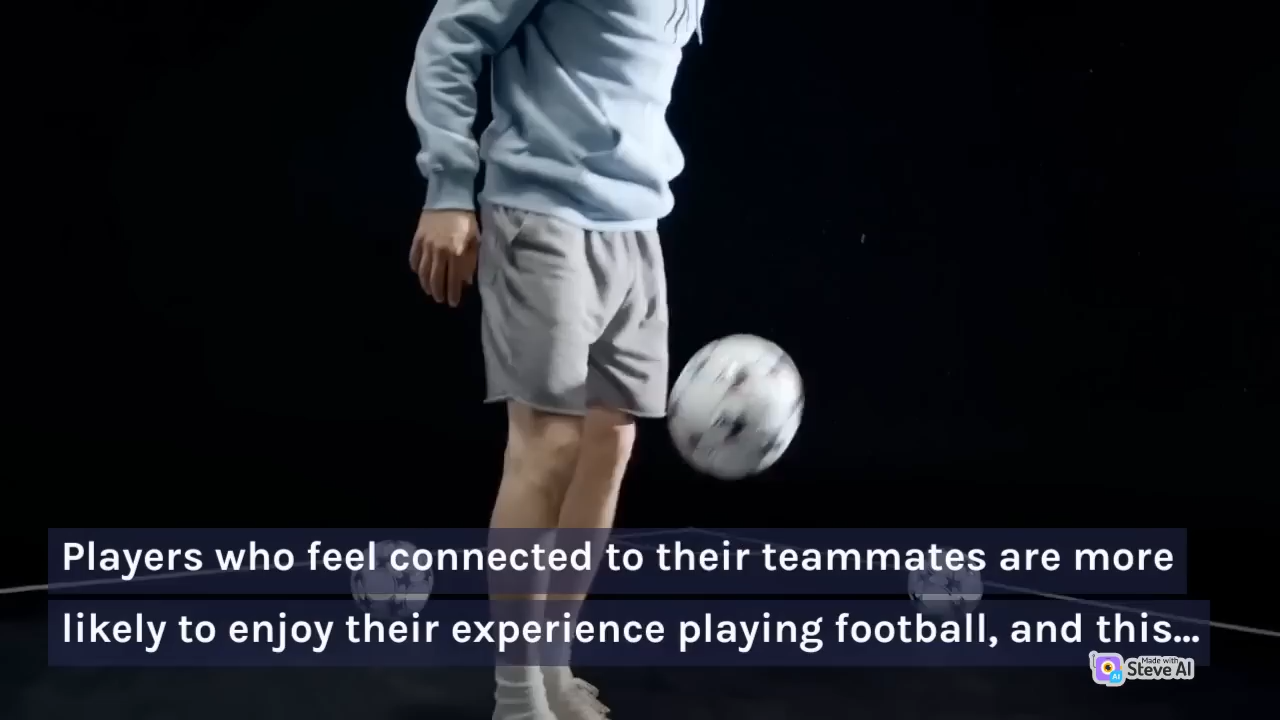 Players who feel connected to their teammates are more
likely to enjoy their experience playing football, and this...
Made with
Steve AI